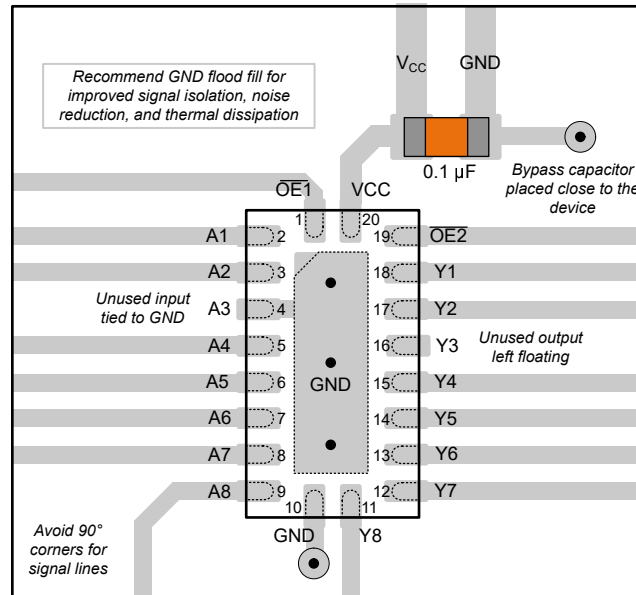 V_CC GND
Recommend GND flood fill for
improved signal isolation, noise
reduction, and thermal dissipation
0.1 μF
Bypass capacitor
placed close to the
device
O̅E̅1̅ VCC
1 20
A1 2 19 O̅E̅2̅
A2 3 18 Y1
Unused input
tied to GND
A3 4 17 Y2
A4 5 16 Y3
Unused output
left floating
A5 6 15 Y4
GND
A6 7 14 Y5
A7 8 13 Y6
A8 9 12 Y7
10 11
GND Y8
Avoid 90°
corners for
signal lines